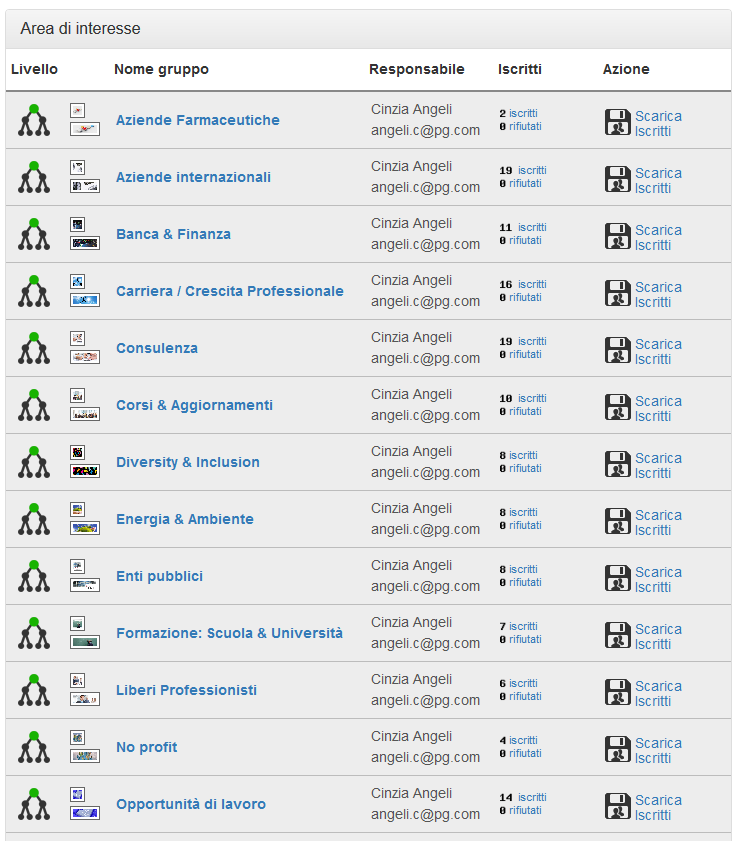 Area di interesse
Livello Nome gruppo Responsabile Iscritti Azione
Aziende Farmaceutiche
Cinzia Angeli
angeli.c@pg.com
2 iscritti
0 rifiutati
Scarica
Iscritti
Aziende internazionali
Cinzia Angeli
angeli.c@pg.com
19 iscritti
0 rifiutati
Scarica
Iscritti
Banca & Finanza
Cinzia Angeli
angeli.c@pg.com
11 iscritti
0 rifiutati
Scarica
Iscritti
Carriera / Crescita Professionale
Cinzia Angeli
angeli.c@pg.com
16 iscritti
0 rifiutati
Scarica
Iscritti
Consulenza
Cinzia Angeli
angeli.c@pg.com
19 iscritti
0 rifiutati
Scarica
Iscritti
Corsi & Aggiornamenti
Cinzia Angeli
angeli.c@pg.com
10 iscritti
0 rifiutati
Scarica
Iscritti
Diversity & Inclusion
Cinzia Angeli
angeli.c@pg.com
8 iscritti
0 rifiutati
Scarica
Iscritti
Energia & Ambiente
Cinzia Angeli
angeli.c@pg.com
8 iscritti
0 rifiutati
Scarica
Iscritti
Enti pubblici
Cinzia Angeli
angeli.c@pg.com
8 iscritti
0 rifiutati
Scarica
Iscritti
Formazione: Scuola & Università
Cinzia Angeli
angeli.c@pg.com
7 iscritti
0 rifiutati
Scarica
Iscritti
Liberi Professionisti
Cinzia Angeli
angeli.c@pg.com
6 iscritti
0 rifiutati
Scarica
Iscritti
No profit
Cinzia Angeli
angeli.c@pg.com
4 iscritti
0 rifiutati
Scarica
Iscritti
Opportunità di lavoro
Cinzia Angeli
angeli.c@pg.com
14 iscritti
0 rifiutati
Scarica
Iscritti